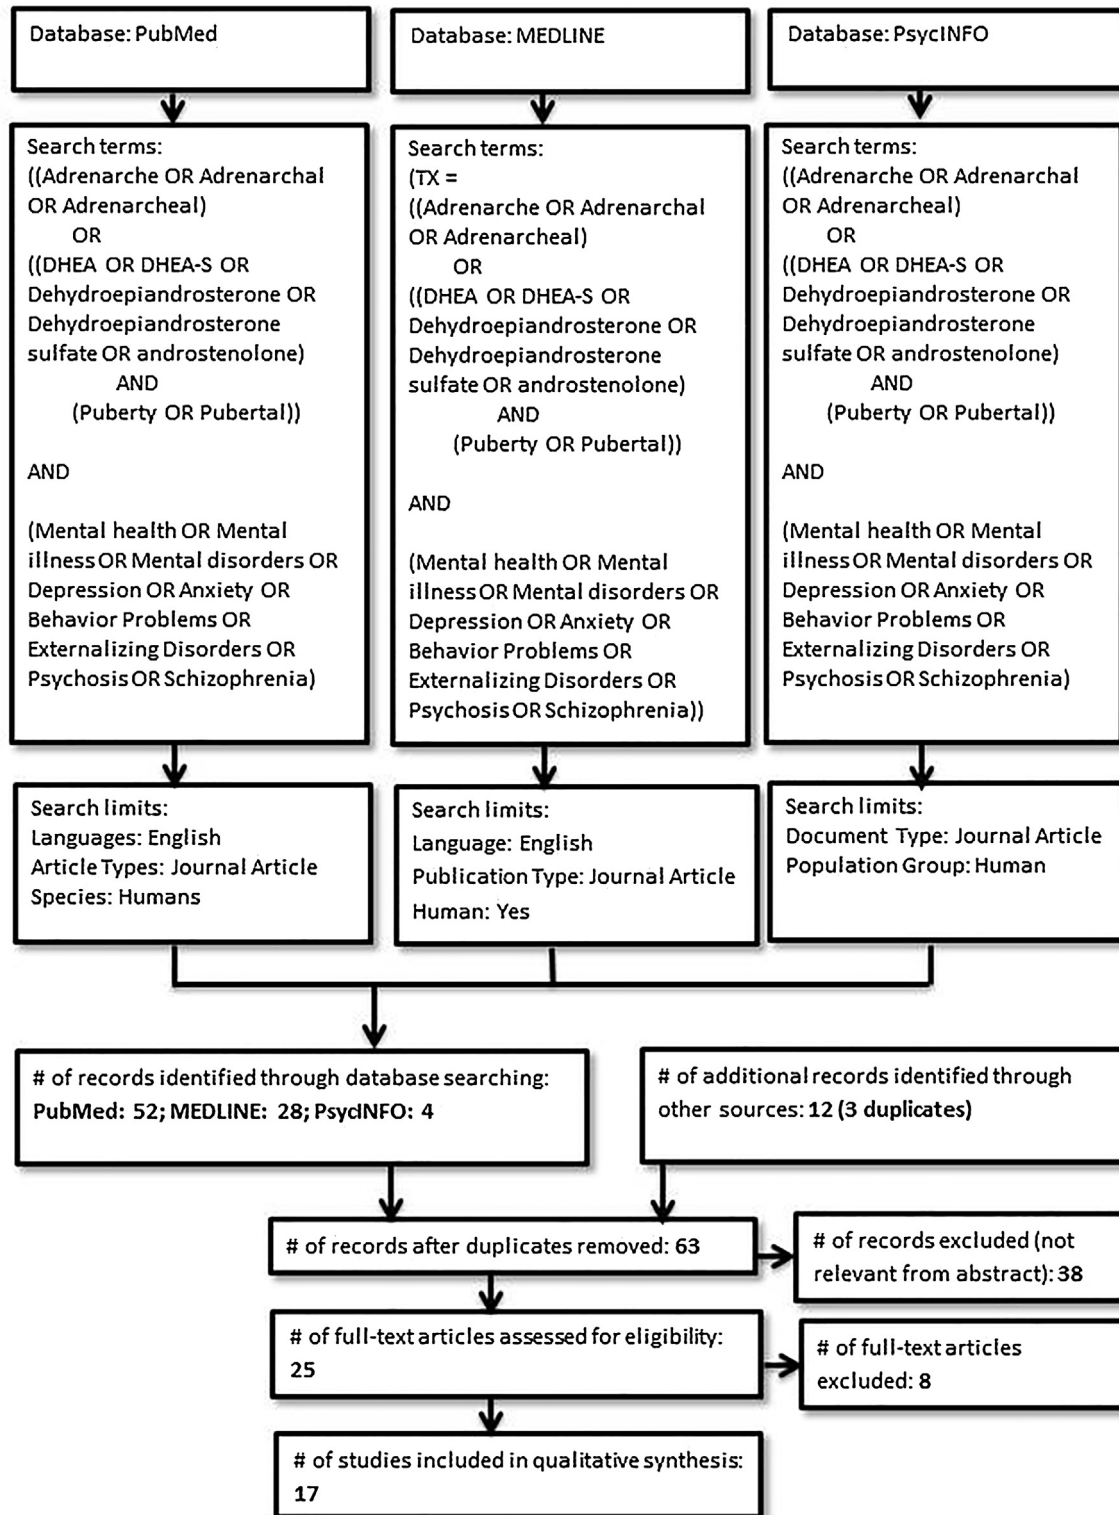 Database: PubMed
Database: MEDLINE
Database: PsycINFO
Search terms:
((Adrenarche OR Adrenarchal
OR Adrenarcheal)
OR
((DHEA OR DHEA-S OR
Dehydroepiandrosterone OR
Dehydroepiandrosterone
sulfate OR androstenolone)
AND
(Puberty OR Pubertal))
AND
(Mental health OR Mental
illness OR Mental disorders OR
Depression OR Anxiety OR
Behavior Problems OR
Externalizing Disorders OR
Psychosis OR Schizophrenia)
Search terms:
(TX =
((Adrenarche OR Adrenarchal
OR Adrenarcheal)
OR
((DHEA OR DHEA-S OR
Dehydroepiandrosterone OR
Dehydroepiandrosterone
sulfate OR androstenolone)
AND
(Puberty OR Pubertal))
AND
(Mental health OR Mental
illness OR Mental disorders OR
Depression OR Anxiety OR
Behavior Problems OR
Externalizing Disorders OR
Psychosis OR Schizophrenia))
Search terms:
((Adrenarche OR Adrenarchal
OR Adrenarcheal)
OR
((DHEA OR DHEA-S OR
Dehydroepiandrosterone OR
Dehydroepiandrosterone
sulfate OR androstenolone)
AND
(Puberty OR Pubertal))
AND
(Mental health OR Mental
illness OR Mental disorders OR
Depression OR Anxiety OR
Behavior Problems OR
Externalizing Disorders OR
Psychosis OR Schizophrenia)
Search limits:
Languages: English
Article Types: Journal Article
Species: Humans
Search limits:
Language: English
Publication Type: Journal Article
Human: Yes
Search limits:
Document Type: Journal Article
Population Group: Human
# of records identified through database searching:
PubMed: 52; MEDLINE: 28; PsycINFO: 4
# of additional records identified through
other sources: 12 (3 duplicates)
# of records after duplicates removed: 63
# of records excluded (not
relevant from abstract): 38
# of full-text articles assessed for eligibility:
25
# of full-text articles
excluded: 8
# of studies included in qualitative synthesis:
17